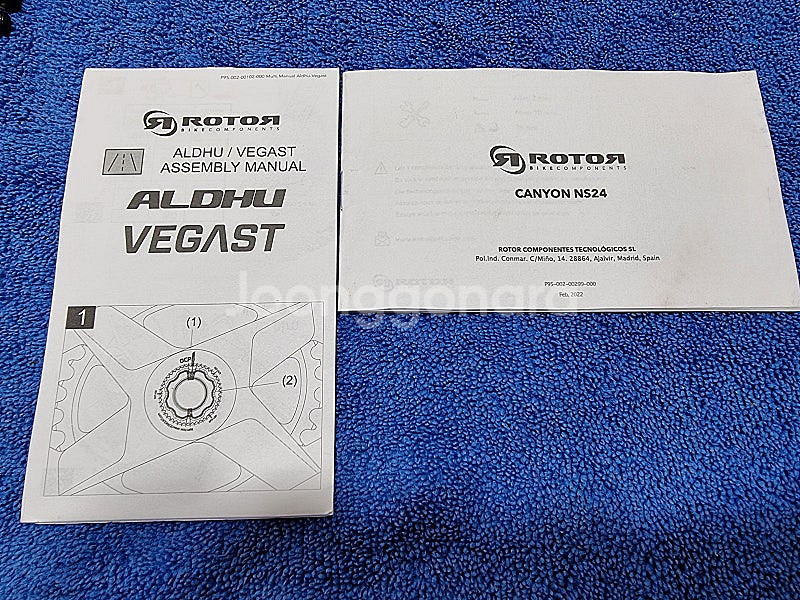 P95-002-00102-000 Multi Manual Aldhu-Vegast
ROTOR
BIKECOMPONENTS
ALDHU / VEGAST
ASSEMBLY MANUAL
ALDHU
VEGAST
1
(1)
OCP
(2)
ROTOR
BIKECOMPONENTS
CANYON NS24
ROTOR COMPONENTES TECNOLÓGICOS SL
Pol.Ind. Conmar. C/Miño, 14. 28864, Ajalvir, Madrid, Spain
P95-002-00299-000
Feb, 2022
Joonggonara